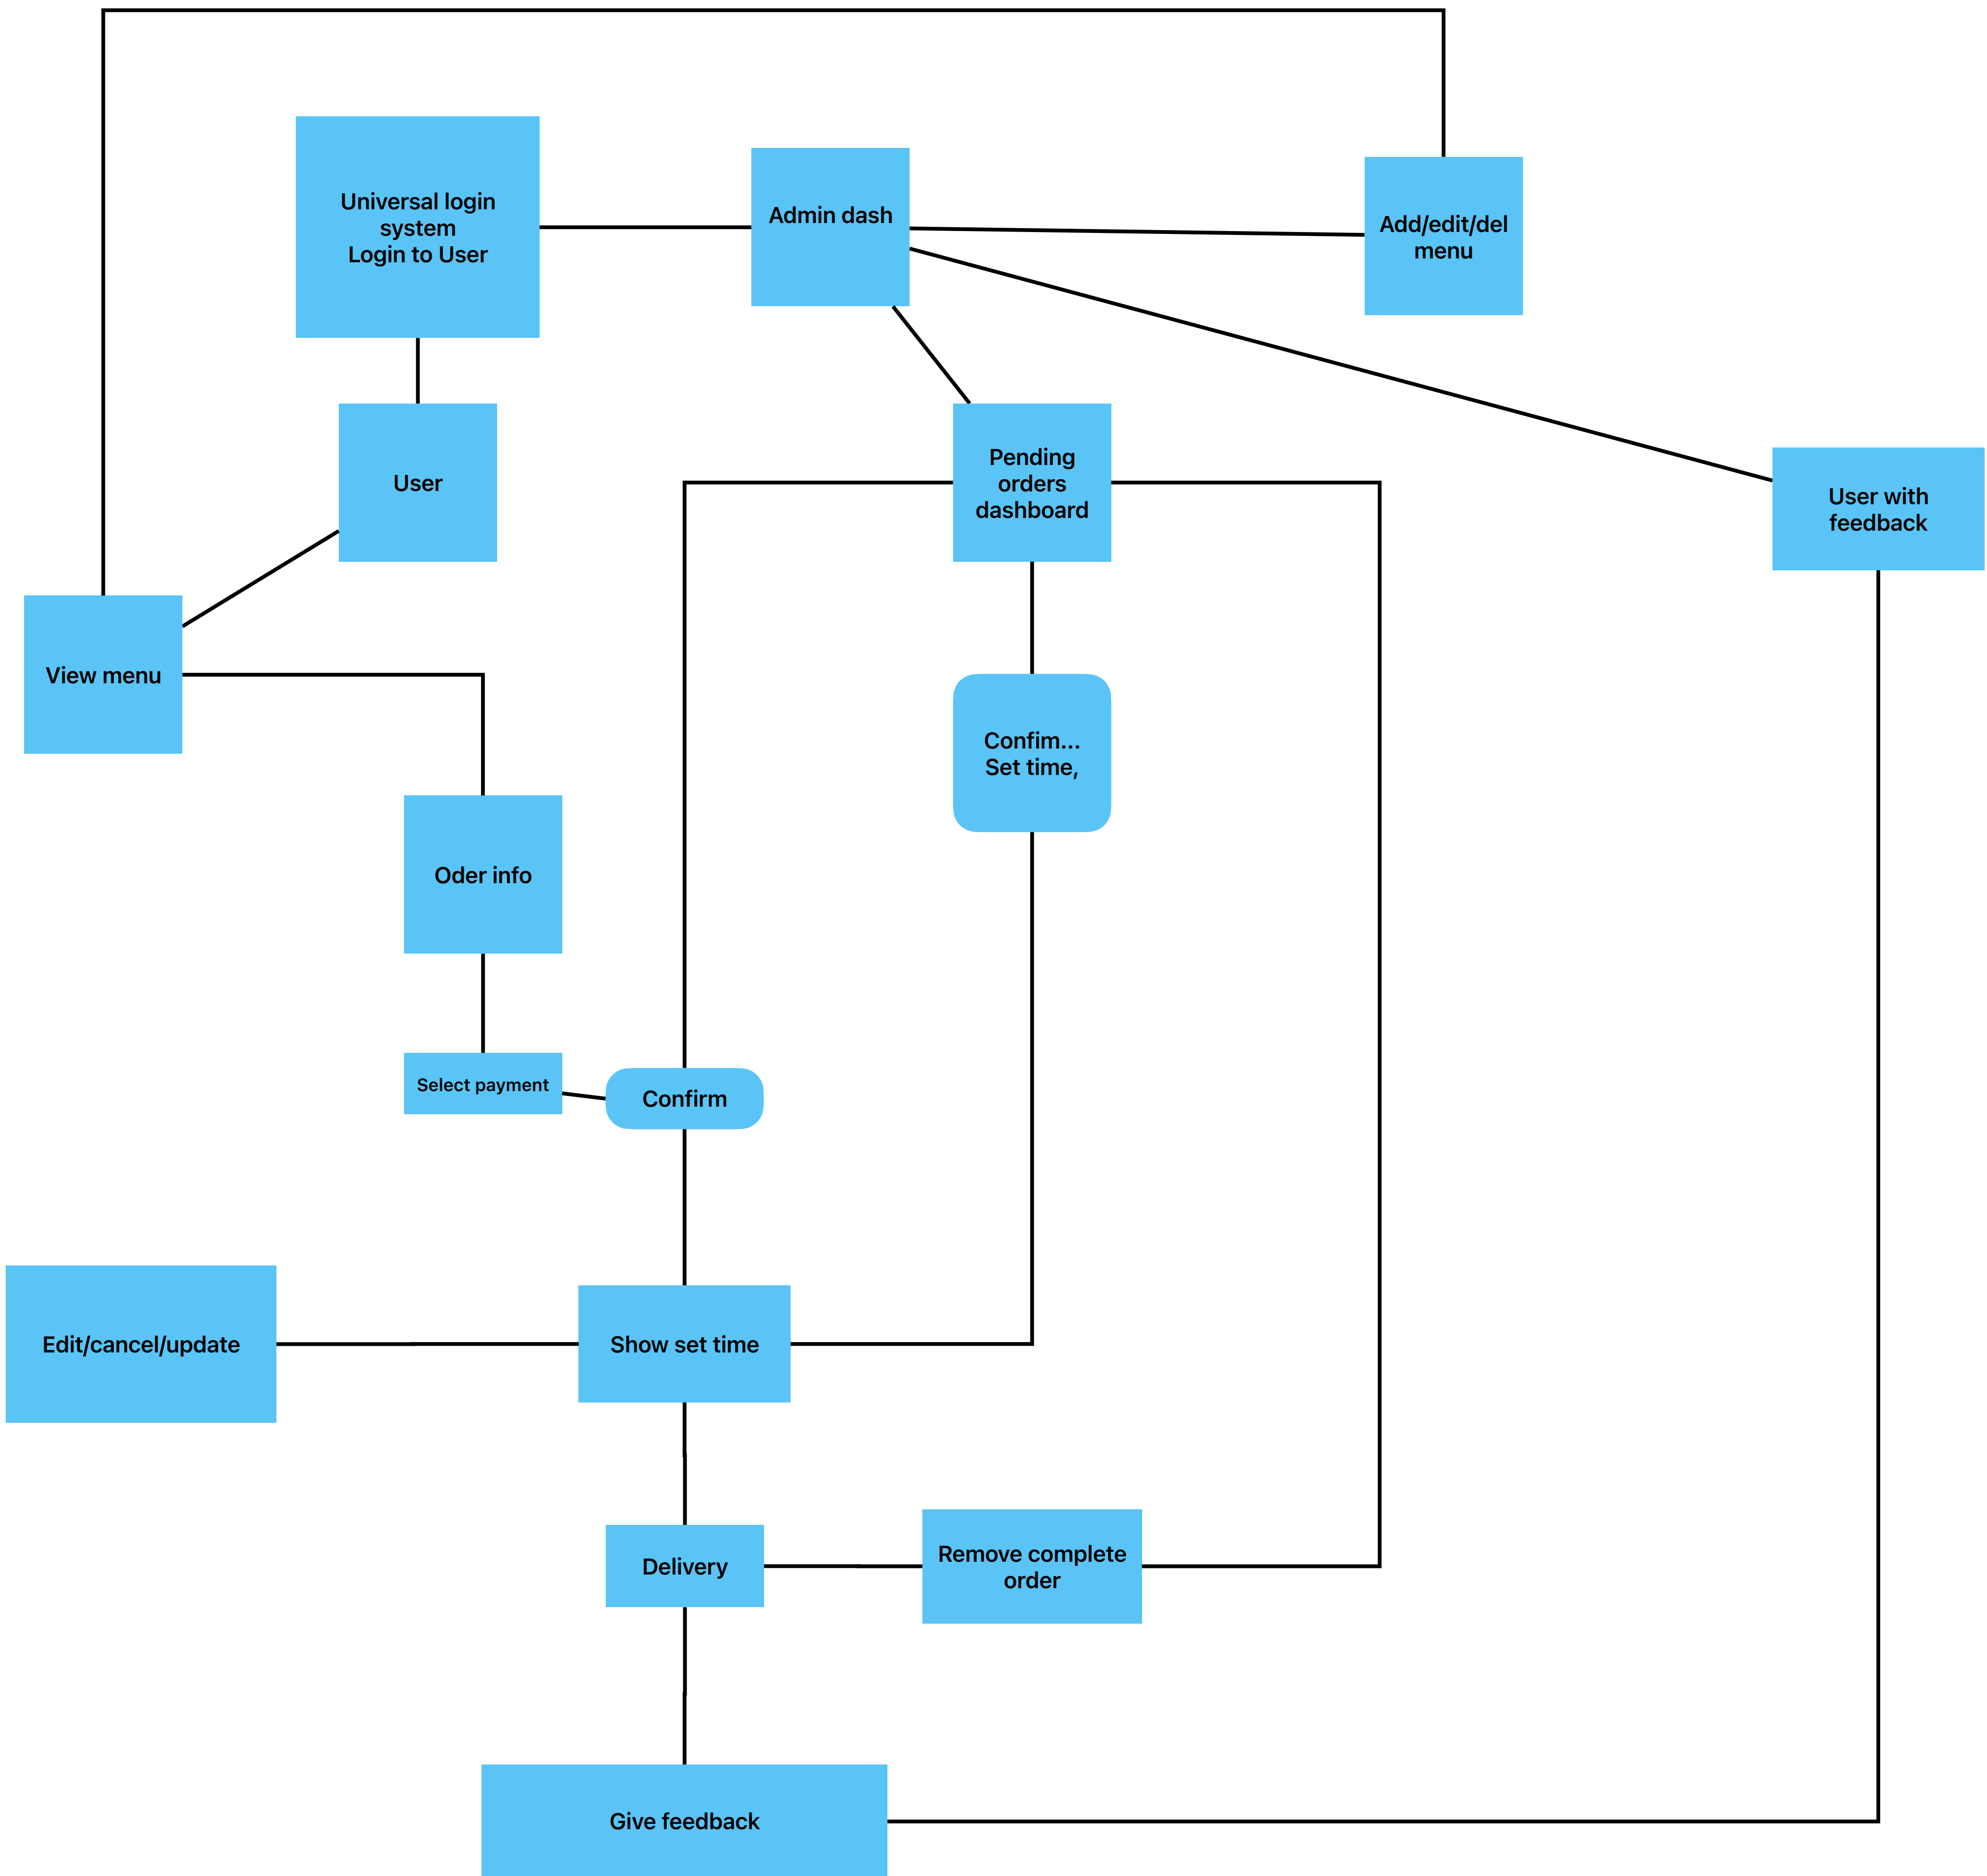 Universal login
system
Login to User
Admin dash
Add/edit/del
menu
User
Pending
orders
dashboard
User with
feedback
View menu
Confim...
Set time,
Oder info
Select payment
Confirm
Edit/cancel/update
Show set time
Delivery
Remove complete
order
Give feedback